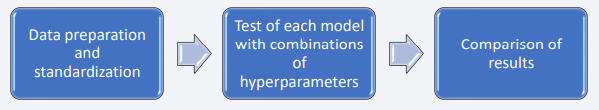 Data preparation
and
standardization
Test of each model
with combinations
of
hyperparameters
Comparison of
results